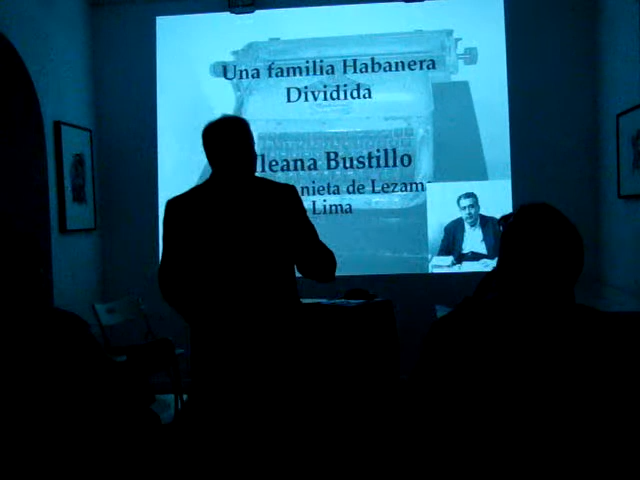 Una familia Habanera
Dividida
Ileana Bustillo
nieta de Lezam
Lima